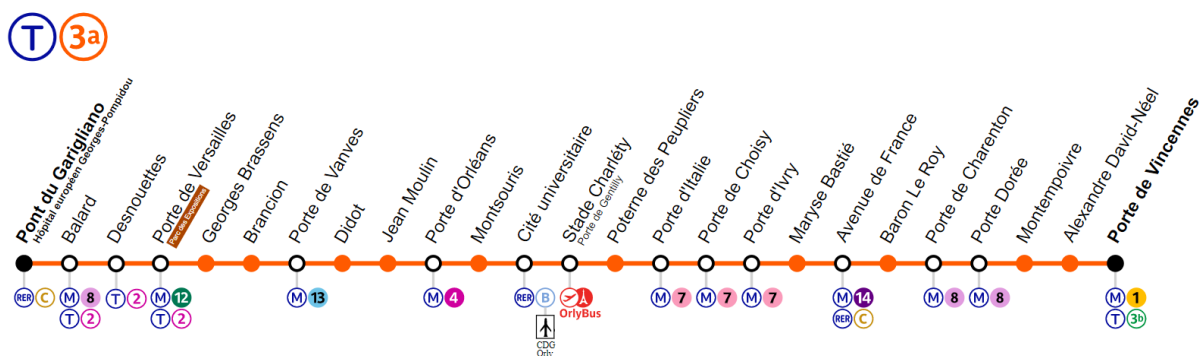 T 3a
Pont du Garigliano
Hôpital européen Georges-Pompidou
Balard
Desnouettes
Porte de Versailles
Parc des Expositions
Georges Brassens
Brancion
Porte de Vanves
Didot
Jean Moulin
Porte d'Orléans
Montsouris
Cité universitaire
Stade Charléty
Porte de Gentilly
Poterne des Peupliers
Porte d'Italie
Porte de Choisy
Porte d'Ivry
Maryse Bastié
Avenue de France
Baron Le Roy
Porte de Charenton
Porte Dorée
Montempoivre
Alexandre David-Néel
Porte de Vincennes
RER C
M 8
T 2
T 2
M 12
T 2
M 13
M 4
RER B
CDG
Orly
OrlyBus
M 7
M 7
M 7
M 14
RER C
M 8
M 8
M 1
T 3b